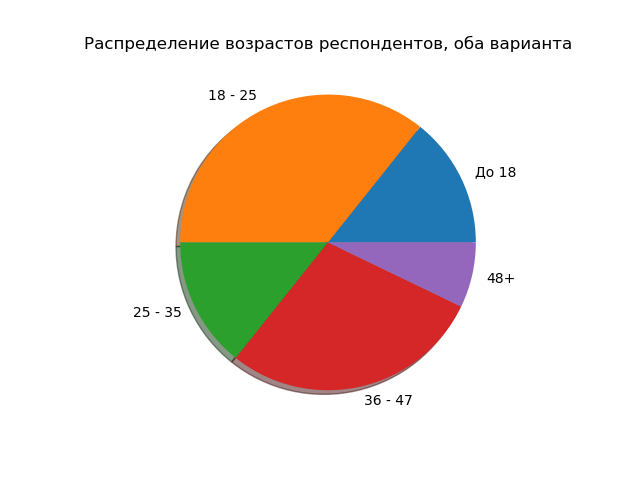 Распределение возрастов респондентов, оба варианта
18 - 25
До 18
48+
25 - 35
36 - 47